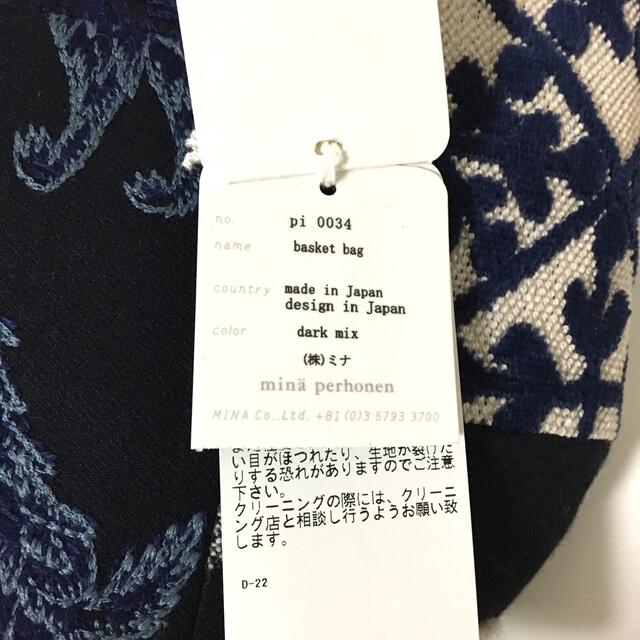 no. pi 0034
name basket bag
country made in Japan
design in Japan
color dark mix
(株)ミナ
minä perhonen
MINA Co.,Ltd. +81(0)3 5793 3700
い目がほつれたり、生地が裂けた
りする恐れがありますのでご注意
下さい。
クリーニングの際には、クリーニ
ング店と相談し行うようお願い致
します。
D-22